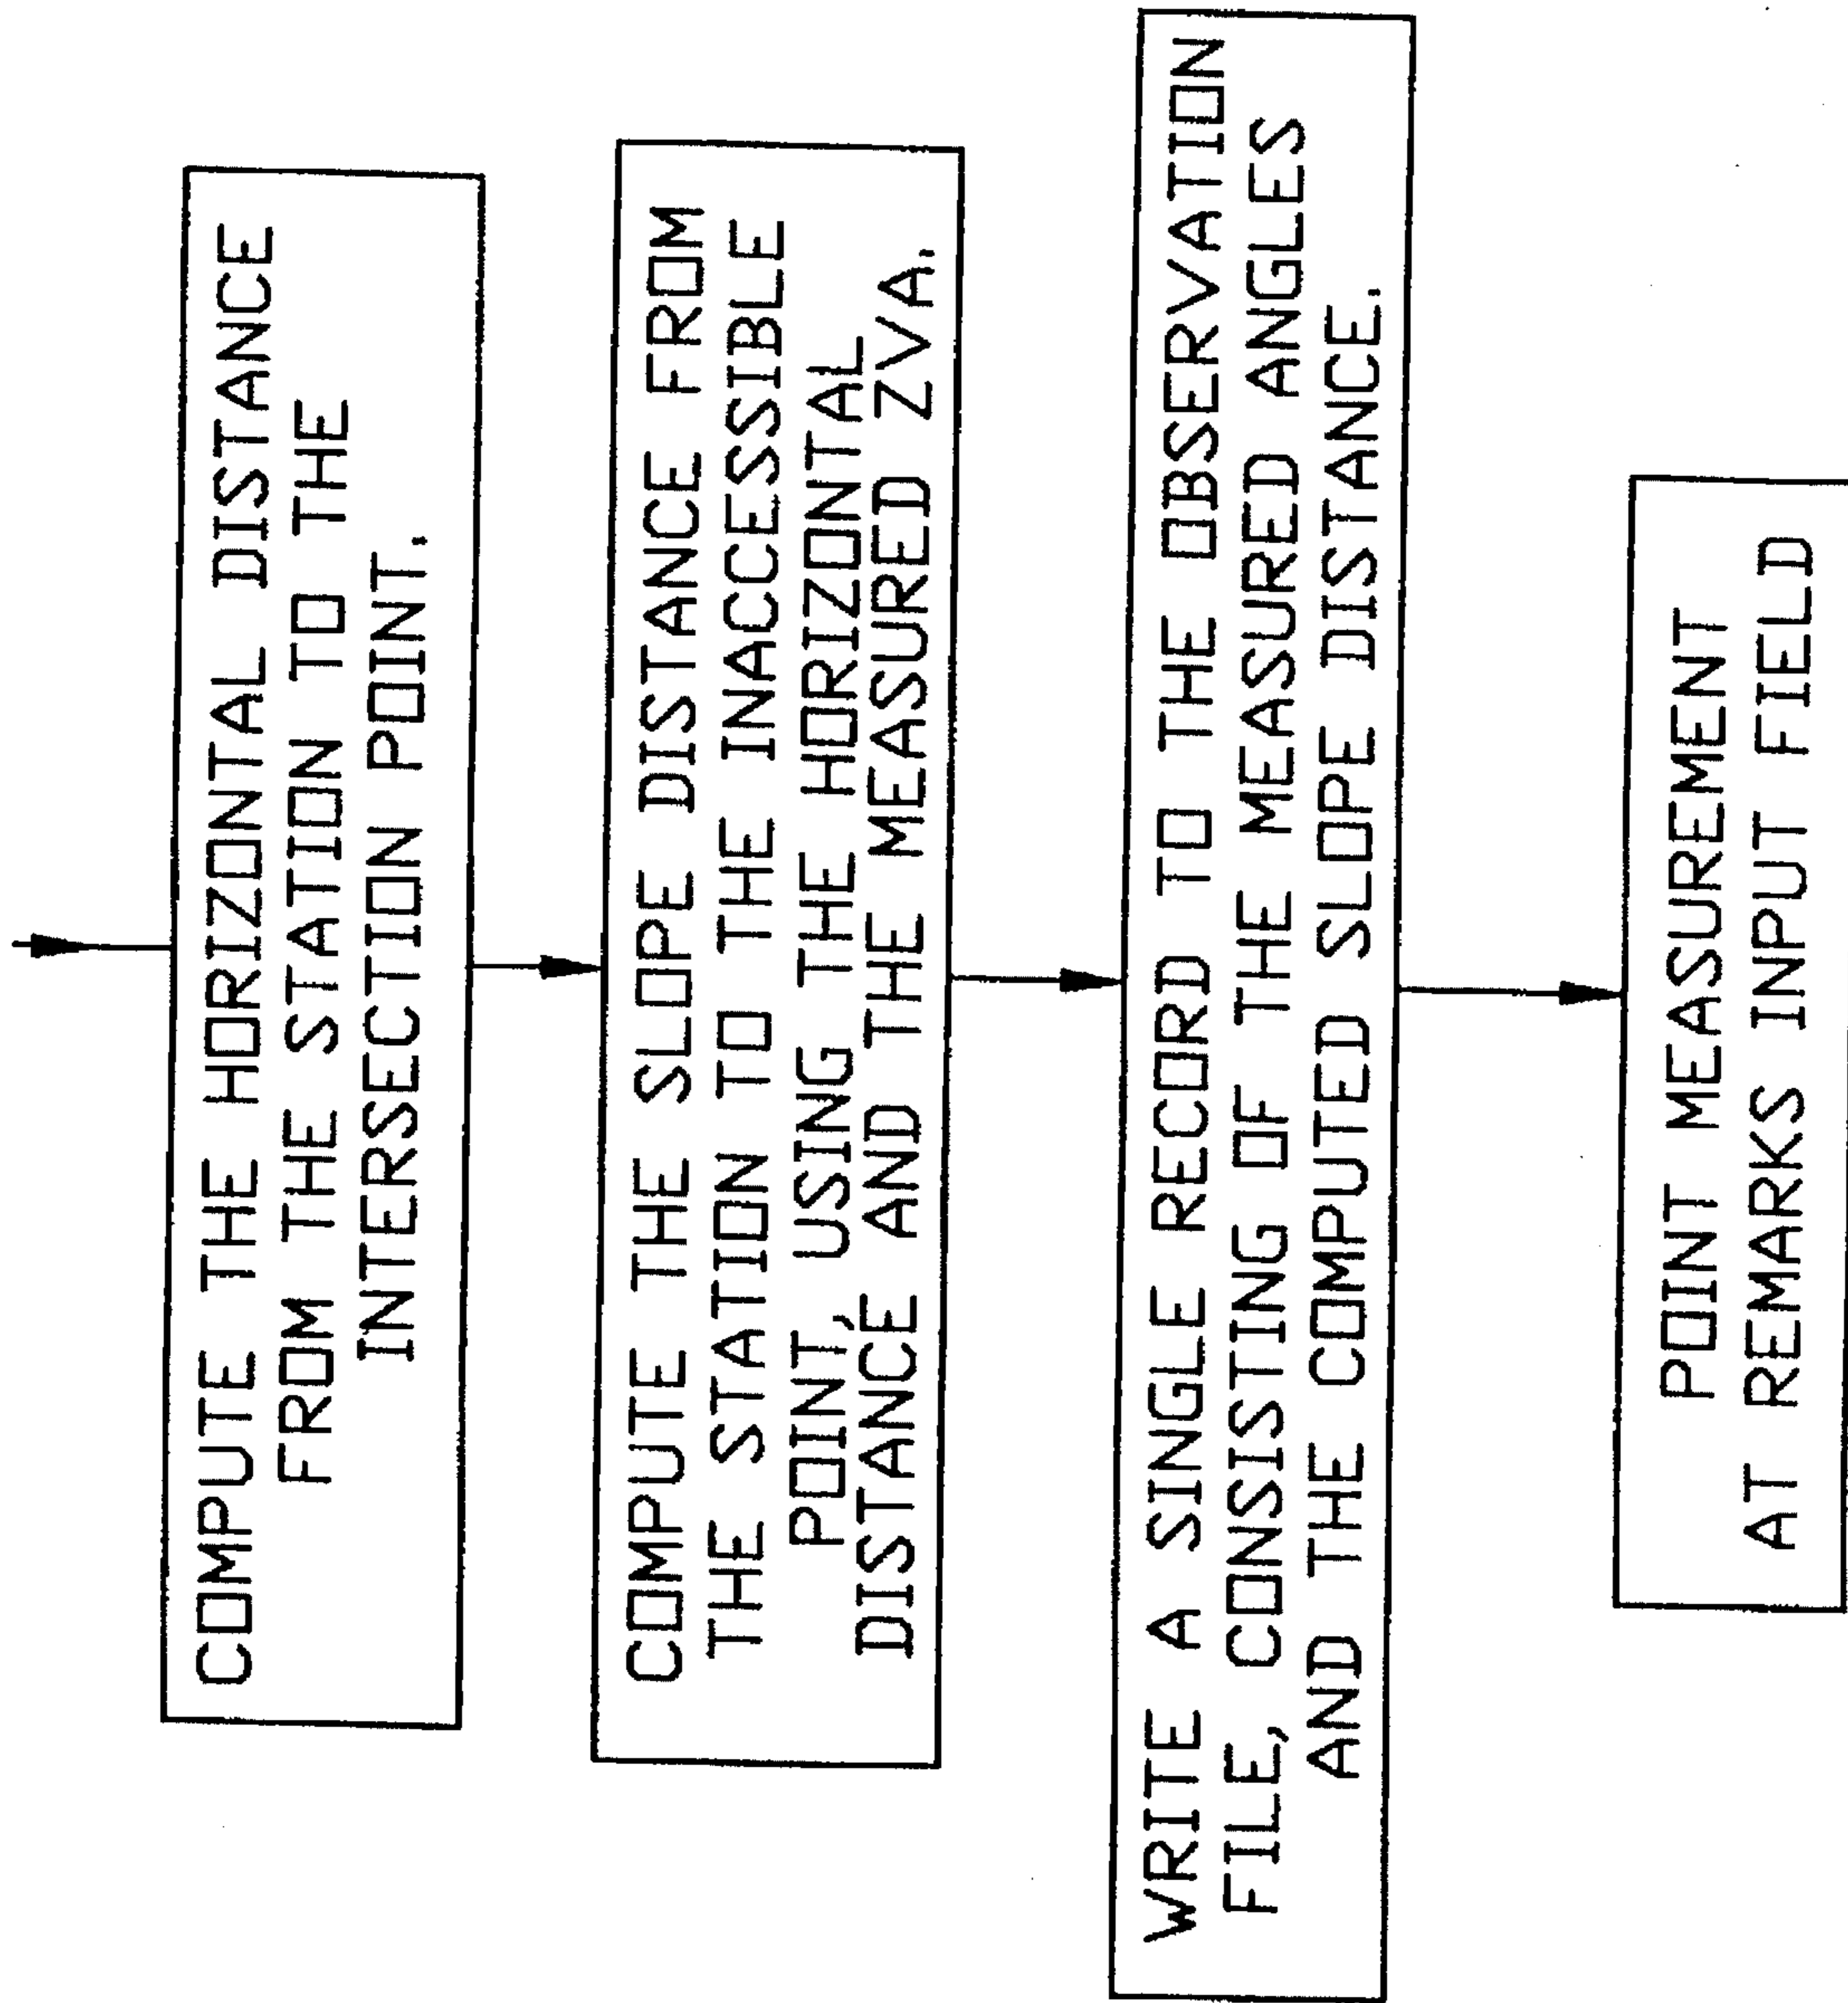 COMPUTE THE HORIZONTAL DISTANCE
FROM THE STATION TO THE
INTERSECTION POINT.
COMPUTE THE SLOPE DISTANCE FROM
THE STATION TO THE INACCESSIBLE
POINT, USING THE HORIZONTAL
DISTANCE AND THE MEASURED ZVA.
WRITE A SINGLE RECORD TO THE OBSERVATION
FILE, CONSISTING OF THE MEASURED ANGLES
AND THE COMPUTED SLOPE DISTANCE.
POINT MEASUREMENT
AT REMARKS INPUT FIELD